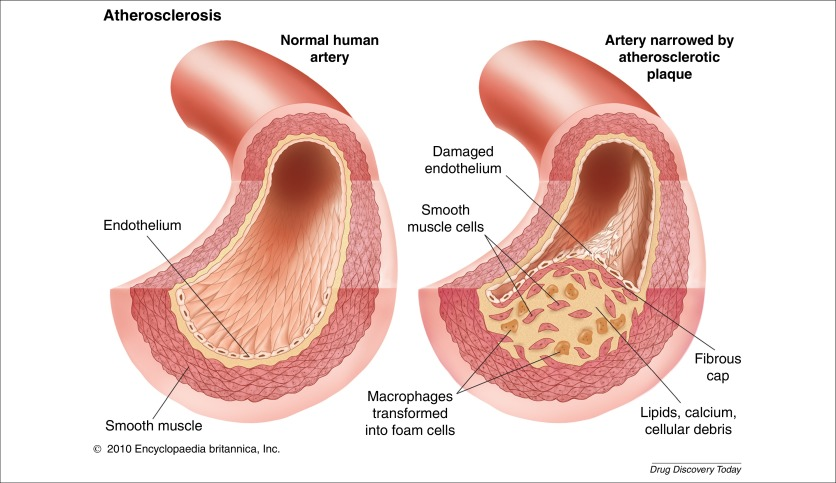 Atherosclerosis
Normal human
artery
Artery narrowed by
atherosclerotic
plaque
Damaged
endothelium
Smooth
muscle cells
Endothelium
Fibrous
cap
Macrophages
transformed
into foam cells
Lipids, calcium,
cellular debris
Smooth muscle
© 2010 Encyclopaedia britannica, Inc.
Drug Discovery Today